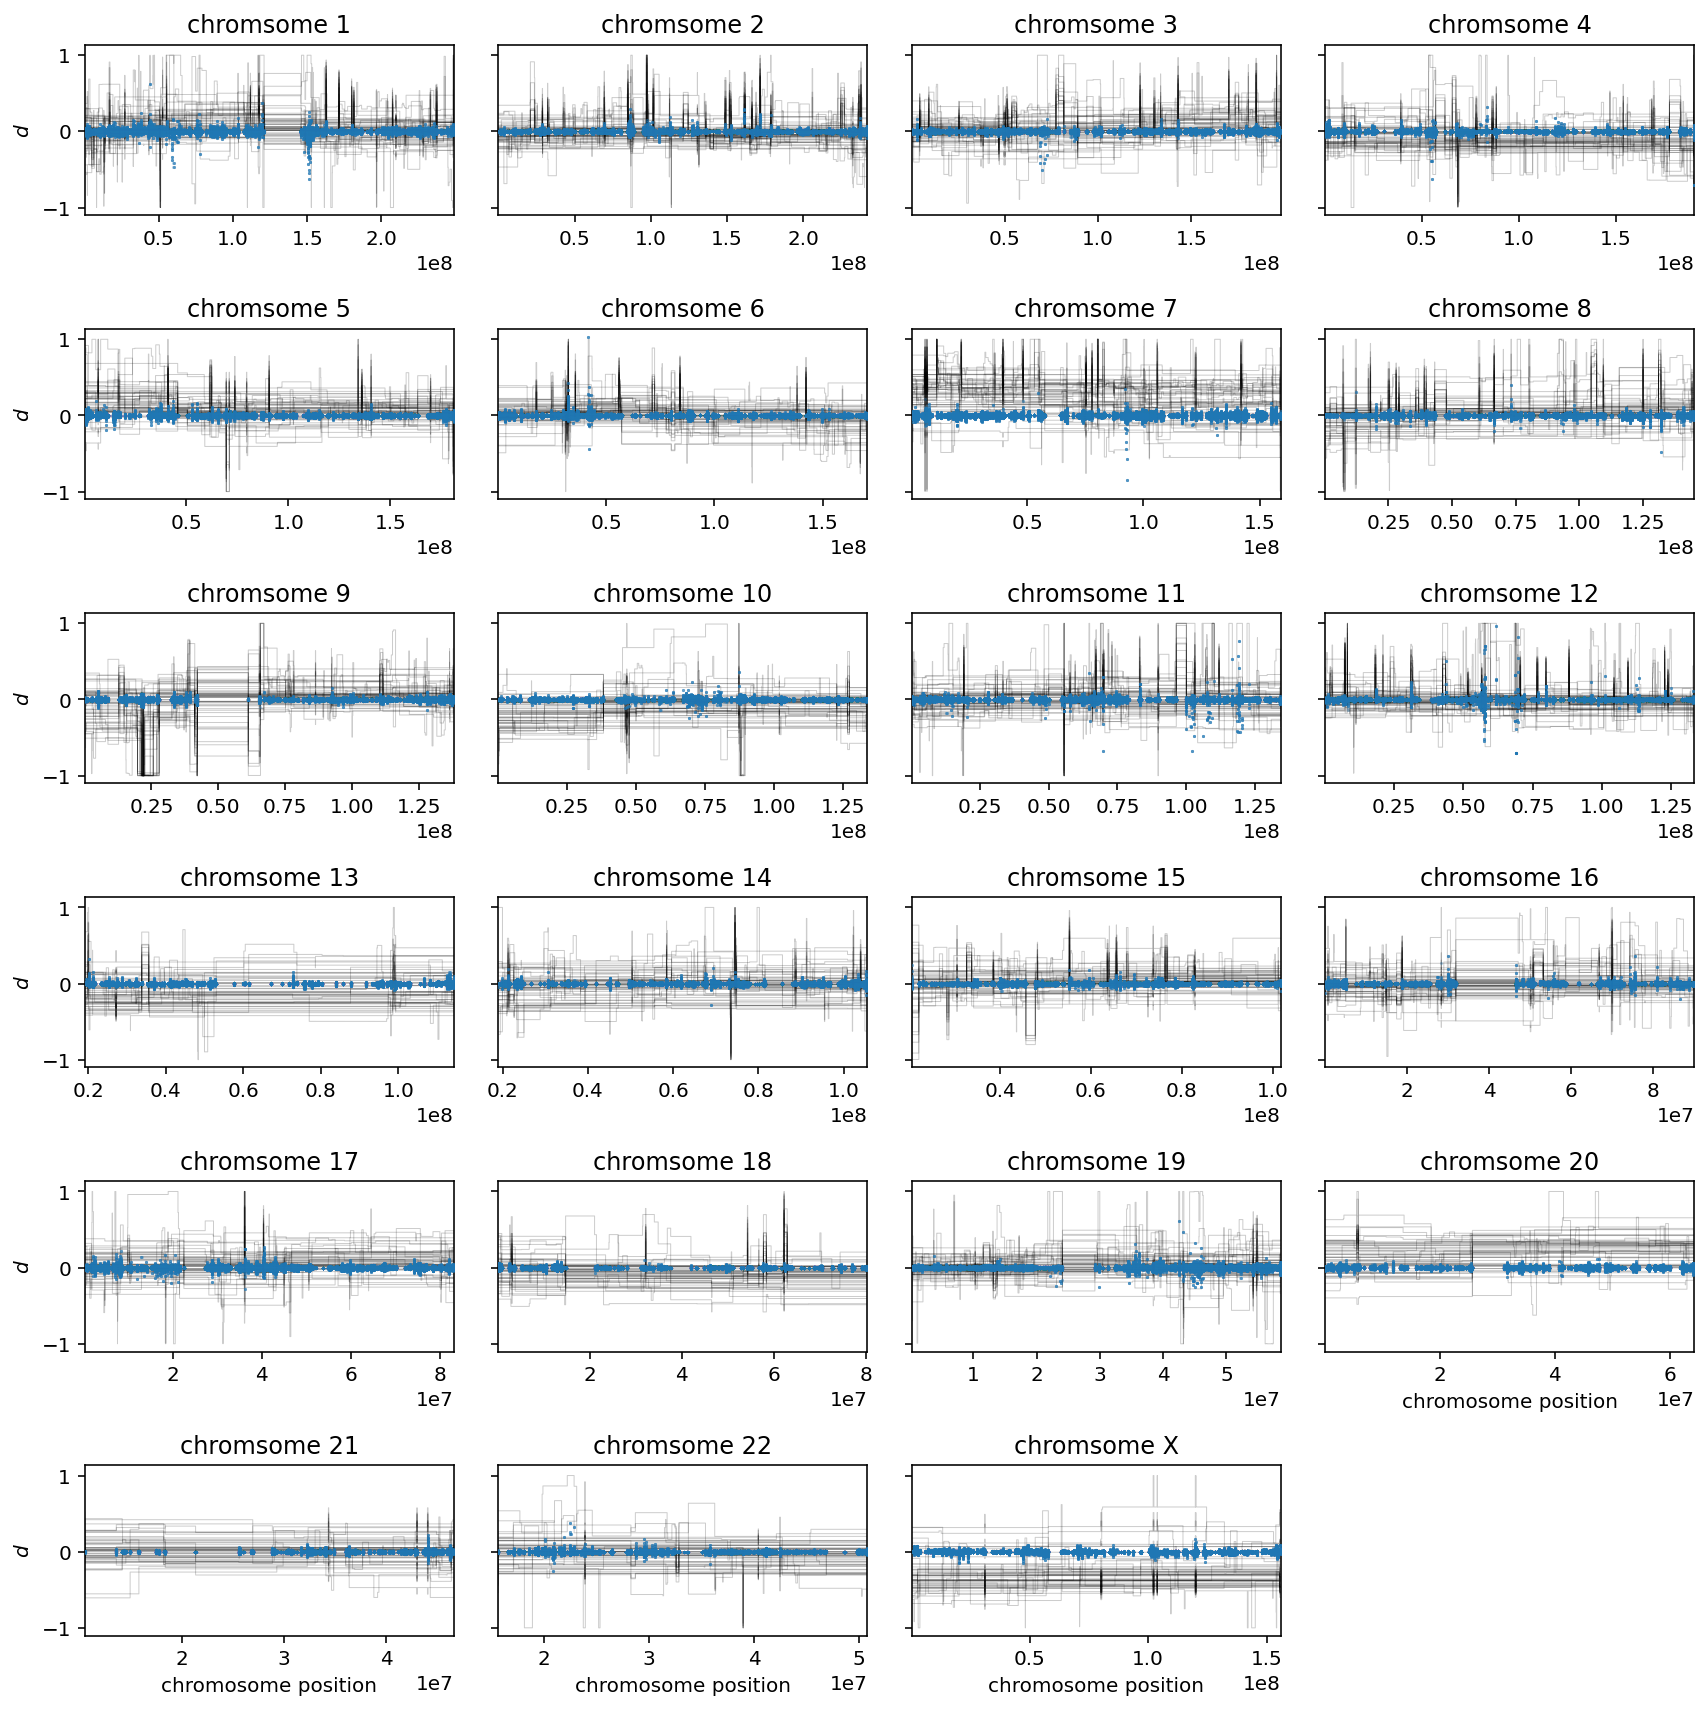 chromsome 1 chromsome 2 chromsome 3 chromsome 4
d 1 0 −1
0.5 1.0 1.5 2.0 0.5 1.0 1.5 2.0 0.5 1.0 1.5 0.5 1.0 1.5
1e8 1e8 1e8 1e8
chromsome 5 chromsome 6 chromsome 7 chromsome 8
d 1 0 −1
0.5 1.0 1.5 0.5 1.0 1.5 0.5 1.0 1.5 0.25 0.50 0.75 1.00 1.25
1e8 1e8 1e8 1e8
chromsome 9 chromsome 10 chromsome 11 chromsome 12
d 1 0 −1
0.25 0.50 0.75 1.00 1.25 0.25 0.50 0.75 1.00 1.25 0.25 0.50 0.75 1.00 1.25 0.25 0.50 0.75 1.00 1.25
1e8 1e8 1e8 1e8
chromsome 13 chromsome 14 chromsome 15 chromsome 16
d 1 0 −1
0.2 0.4 0.6 0.8 1.0 0.2 0.4 0.6 0.8 1.0 0.4 0.6 0.8 1.0 2 4 6 8
1e8 1e8 1e8 1e7
chromsome 17 chromsome 18 chromsome 19 chromsome 20
d 1 0 −1
2 4 6 8 2 4 6 8 1 2 3 4 5 2 4 6
1e7 1e7 1e7 chromosome position 1e7
chromsome 21 chromsome 22 chromsome X
d 1 0 −1
2 3 4 2 3 4 5 0.5 1.0 1.5
chromosome position 1e7 chromosome position 1e7 chromosome position 1e8